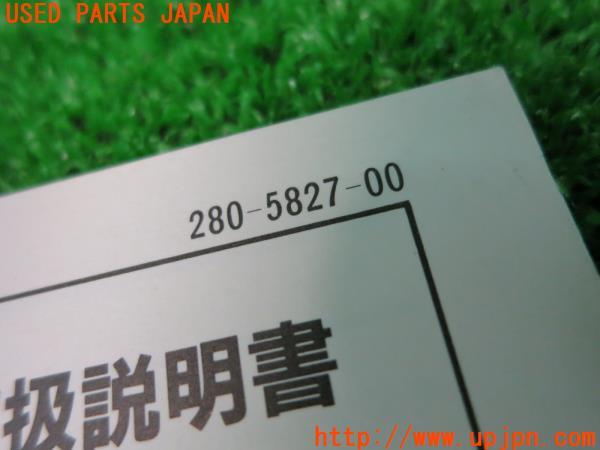 USED PARTS JAPAN
280-5827-00
扱説明書
http://www.upjpn.com